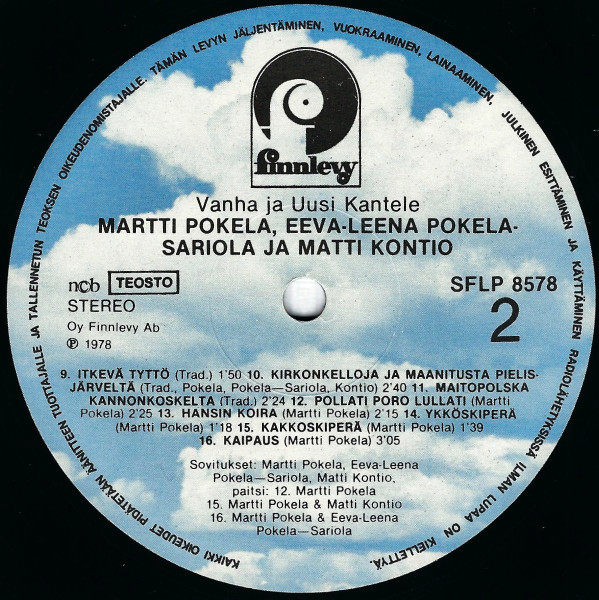 KAIKKI OIKEUDET PIDÄTETÄÄN ÄÄNITTEEN TUOTTAJALLE JA TALLENNETUN TEOKSEN OIKEUDENOMISTAJALLE. TÄMÄN LEVYN JÄLJENTÄMINEN, VUOKRAAMINEN, LAINAAMINEN, JULKINEN ESITTÄMINEN JA KÄYTTÄMINEN RADIOLÄHETYKSISSÄ ILMAN LUPAA ON KIELLETTYÄ.
finnlevy
Vanha ja Uusi Kantele
MARTTI POKELA, EEVA-LEENA POKELA-
SARIOLA JA MATTI KONTIO
ncb TEOSTO
SFLP 8578
STEREO
2
Oy Finnlevy Ab
℗ 1978
9. ITKEVÄ TYTTÖ (Trad.) 1'50 10. KIRKONKELLOJA JA MAANITUSTA PIELIS-
JÄRVELTÄ (Trad., Pokela, Pokela—Sariola, Kontio) 2'40 11. MAITOPOLSKA
KANNONKOSKELTA (Trad.) 2'24 12. POLLATI PORO LULLATI (Martti
Pokela) 2'25 13. HANSIN KOIRA (Martti Pokela) 2'15 14. YKKÖSKIPERÄ
(Martti Pokela) 1'18 15. KAKKOSKIPERÄ (Martti Pokela) 1'39
16. KAIPAUS (Martti Pokela) 3'05
Sovitukset: Martti Pokela, Eeva-Leena
Pokela—Sariola, Matti Kontio,
paitsi: 12. Martti Pokela
15. Martti Pokela & Matti Kontio
16. Martti Pokela & Eeva-Leena
Pokela—Sariola